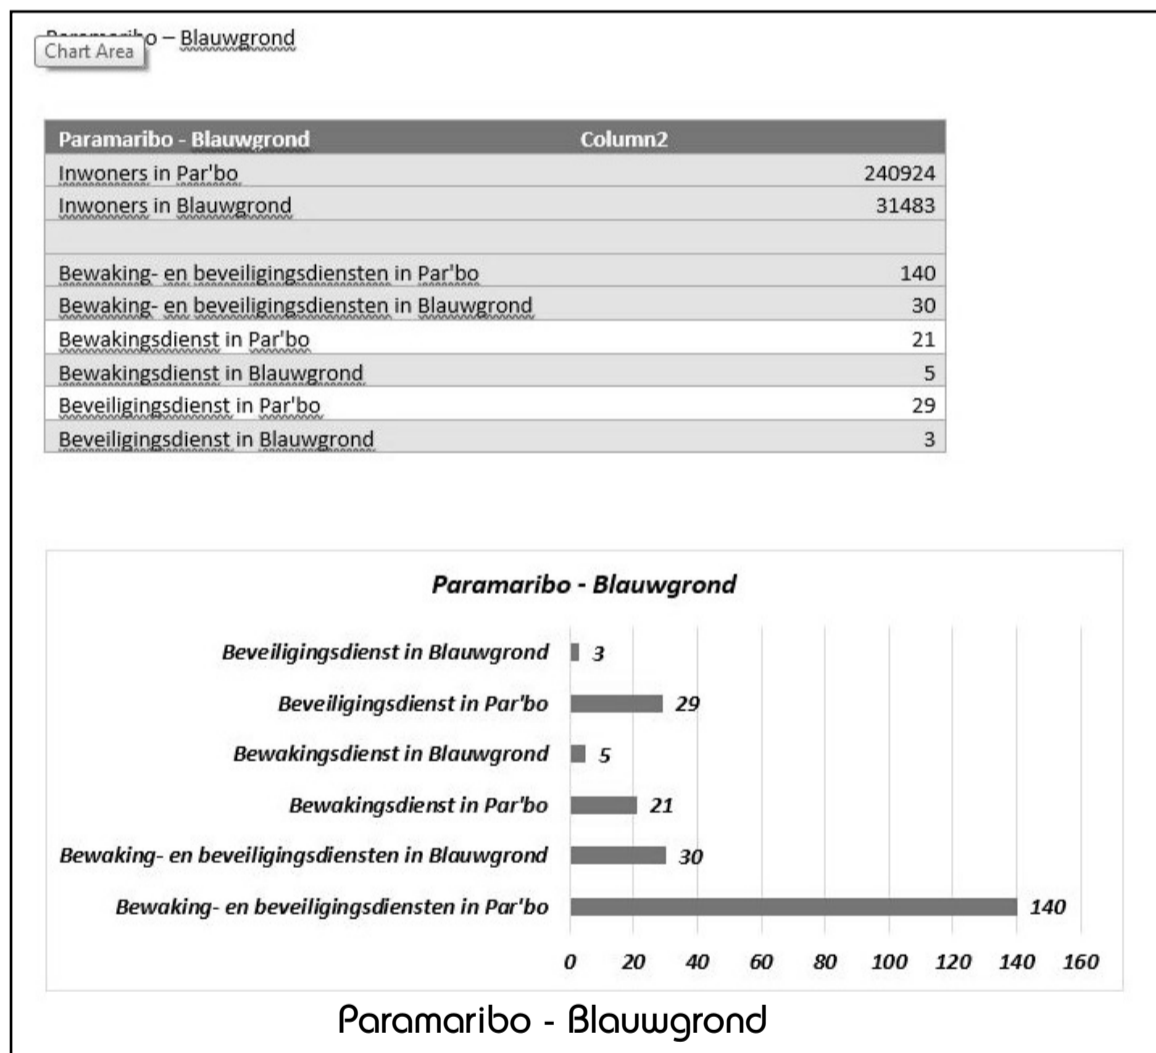 Paramaribo – Blauwgrond
Chart Area
Paramaribo - Blauwgrond Column2
Inwoners in Par'bo 240924
Inwoners in Blauwgrond 31483
Bewaking- en beveiligingsdiensten in Par'bo 140
Bewaking- en beveiligingsdiensten in Blauwgrond 30
Bewakingsdienst in Par'bo 21
Bewakingsdienst in Blauwgrond 5
Beveiligingsdienst in Par'bo 29
Beveiligingsdienst in Blauwgrond 3
Paramaribo - Blauwgrond
Beveiligingsdienst in Blauwgrond 3
Beveiligingsdienst in Par'bo 29
Bewakingsdienst in Blauwgrond 5
Bewakingsdienst in Par'bo 21
Bewaking- en beveiligingsdiensten in Blauwgrond 30
Bewaking- en beveiligingsdiensten in Par'bo 140
0 20 40 60 80 100 120 140 160
Paramaribo - Blauwgrond